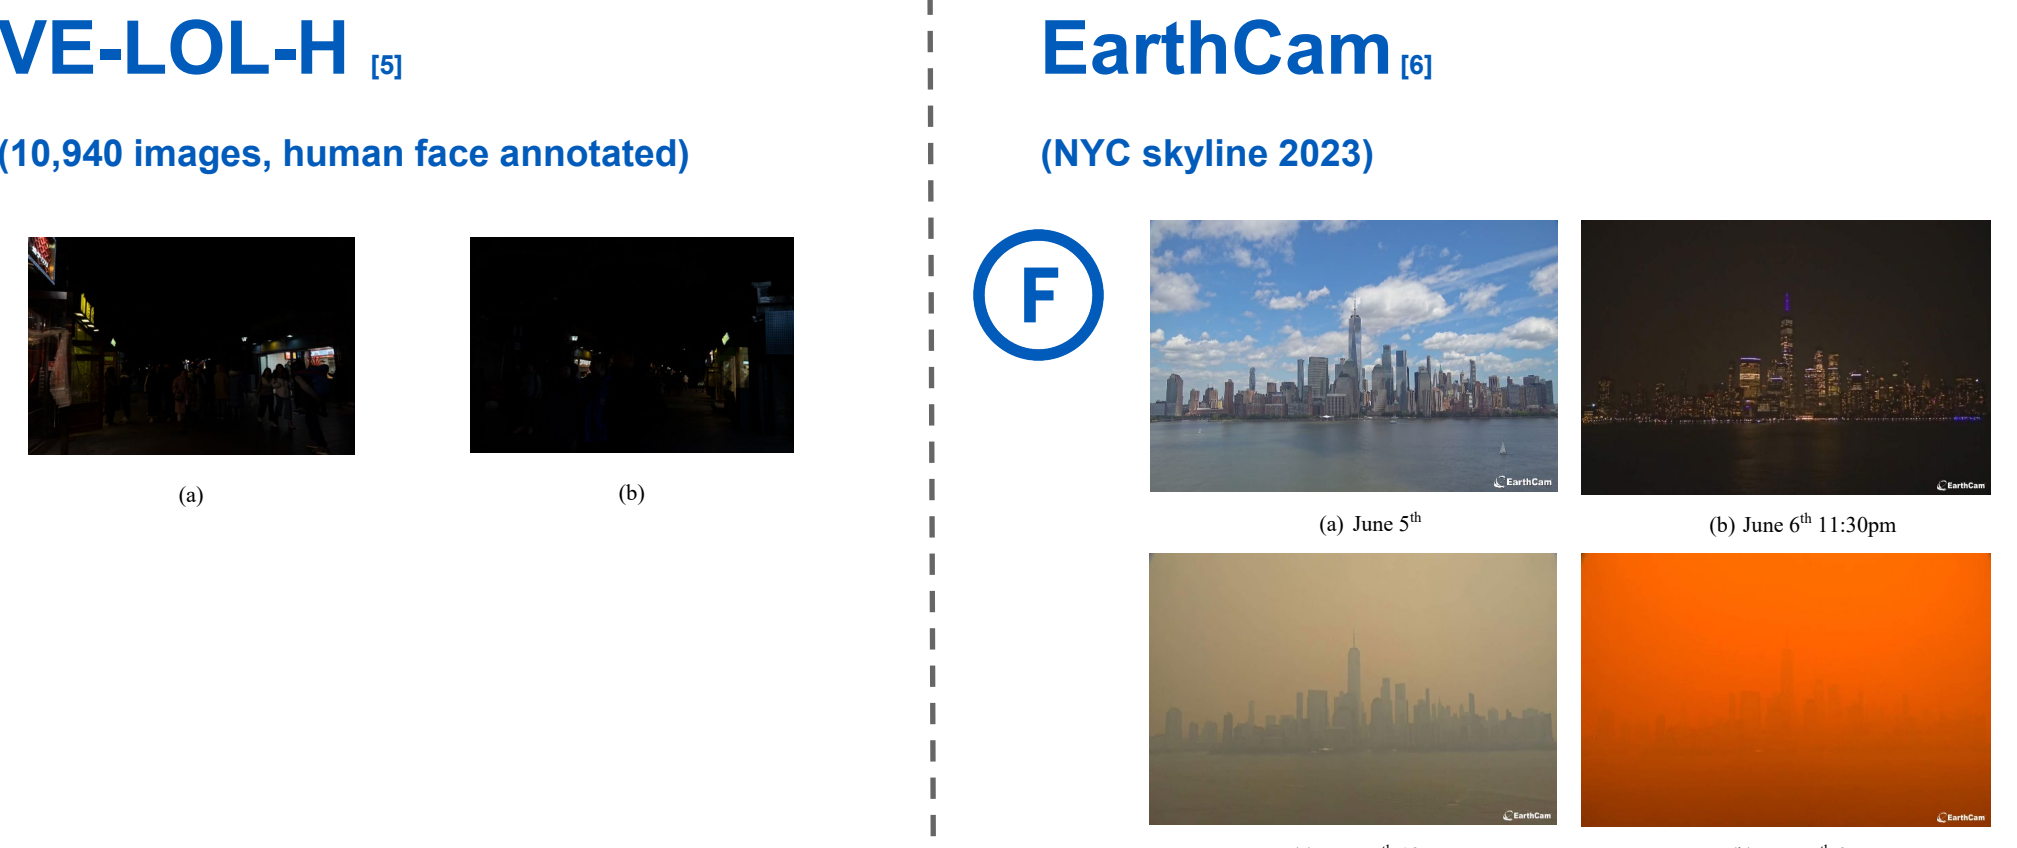 VE-LOL-H [5]
(10,940 images, human face annotated)
(a)
(b)
EarthCam [6]
(NYC skyline 2023)
F
EarthCam
EarthCam
(a) June 5th
(b) June 6th 11:30pm
EarthCam
EarthCam